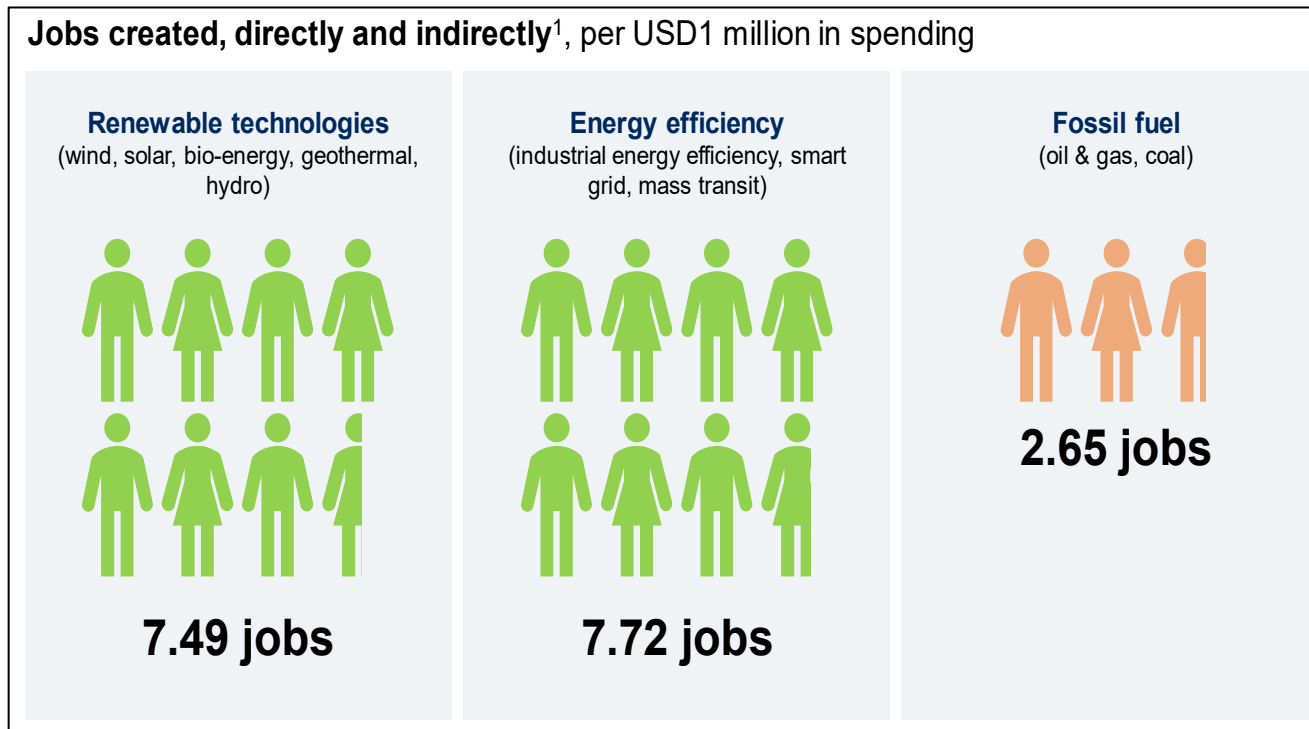 Jobs created, directly and indirectly¹, per USD1 million in spending
Renewable technologies
(wind, solar, bio-energy, geothermal,
hydro)
7.49 jobs
Energy efficiency
(industrial energy efficiency, smart
grid, mass transit)
7.72 jobs
Fossil fuel
(oil & gas, coal)
2.65 jobs